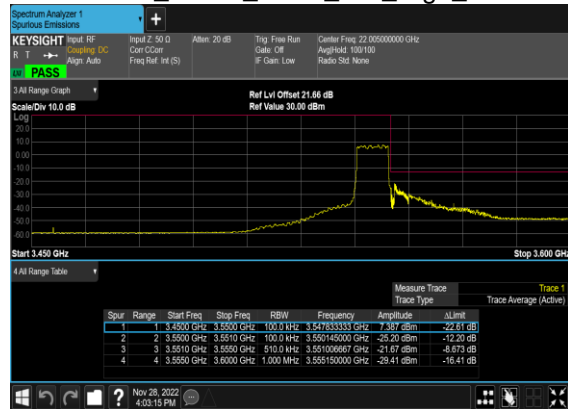 Spectrum Analyzer 1
Spurious Emissions
+
KEYSIGHT
R T
LW PASS
Input: RF
Coupling: DC
Align: Auto
Input Z: 50 Ω
Corr CCorr
Freq Ref: Int (S)
Atten: 20 dB
Trig: Free Run
Gate: Off
IF Gain: Low
Center Freq: 22.005000000 GHz
Avg|Hold: 100/100
Radio Std: None
3 All Range Graph
Scale/Div 10.0 dB
Ref Lvl Offset 21.66 dB
Ref Value 30.00 dBm
Log
20.0
10.0
0.00
-10.0
-20.0
-30.0
-40.0
-50.0
-60.0
Start 3.450 GHz Stop 3.600 GHz
4 All Range Table
Measure Trace Trace 1
Trace Type Trace Average (Active)
Spur Range Start Freq Stop Freq RBW Frequency Amplitude ΔLimit
1 1 3.4500 GHz 3.5500 GHz 100.0 kHz 3.547833333 GHz 7.387 dBm -22.61 dB
2 2 3.5500 GHz 3.5510 GHz 100.0 kHz 3.550145000 GHz -25.20 dBm -12.20 dB
3 3 3.5510 GHz 3.5550 GHz 510.0 kHz 3.551006667 GHz -21.67 dBm -8.673 dB
4 4 3.5550 GHz 3.6000 GHz 1.000 MHz 3.555150000 GHz -29.41 dBm -16.41 dB
?
Nov 28, 2022
4:03:15 PM